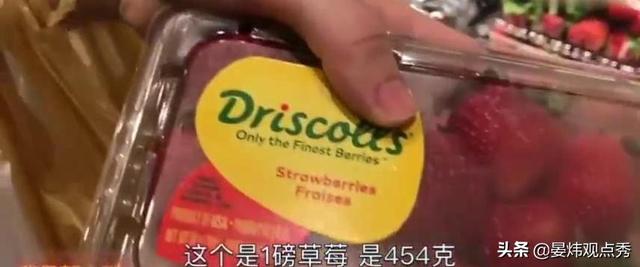 Driscoll's
Only the Finest Berries™
Strawberries
Fraises
PRODUCT OF USA
这个是1磅草莓 是454克
头条 @晏炜观点秀